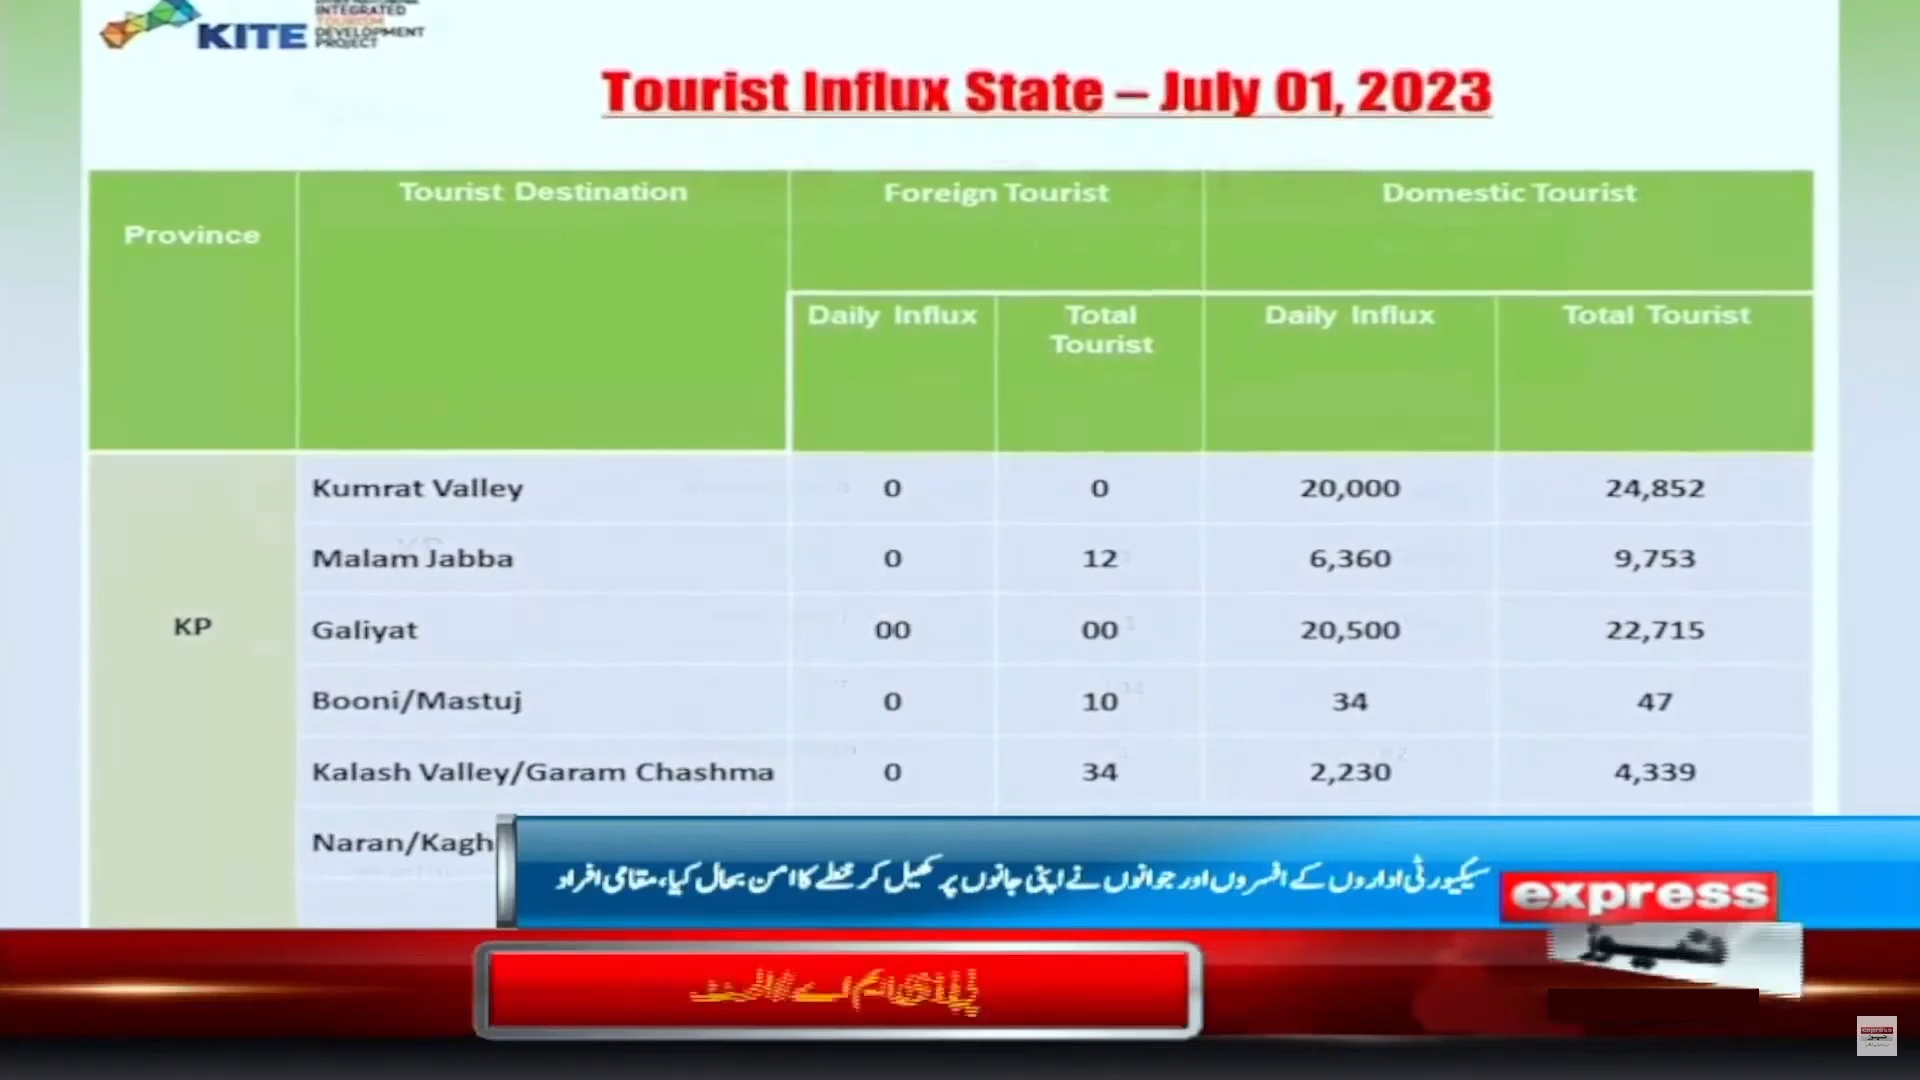 KITE
INTEGRATED
TOURISM
DEVELOPMENT
PROJECT
Tourist Influx State – July 01, 2023
Province
Tourist Destination
Foreign Tourist
Domestic Tourist
Daily Influx
Total Tourist
Daily Influx
Total Tourist
KP
Kumrat Valley 0 0 20,000 24,852
Malam Jabba 0 12 6,360 9,753
Galiyat 00 00 20,500 22,715
Booni/Mastuj 0 10 34 47
Kalash Valley/Garam Chashma 0 34 2,230 4,339
Naran/Kagh
سیکیورٹی اداروں کے افسروں اور جوانوں نے اپنی جانوں پر کھیل کر خطے کا امن بحال کیا، مقامی افراد
express
express